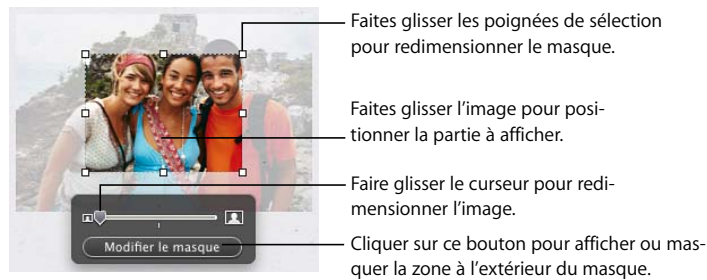 Faites glisser les poignées de sélection
pour redimensionner le masque.
Faites glisser l’image pour posi-
tionner la partie à afficher.
Faire glisser le curseur pour redi-
mensionner l’image.
Modifier le masque
Cliquer sur ce bouton pour afficher ou mas-
quer la zone à l’extérieur du masque.